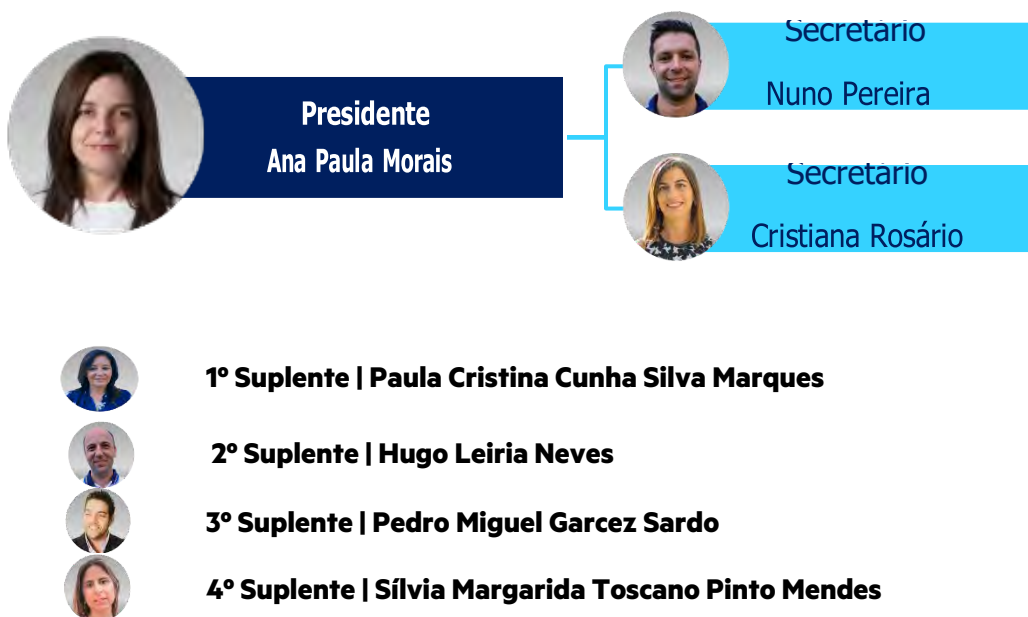 Secretário
Nuno Pereira
Presidente
Ana Paula Morais
Secretário
Cristiana Rosário
1º Suplente | Paula Cristina Cunha Silva Marques
2º Suplente | Hugo Leiria Neves
3º Suplente | Pedro Miguel Garcez Sardo
4º Suplente | Sílvia Margarida Toscano Pinto Mendes